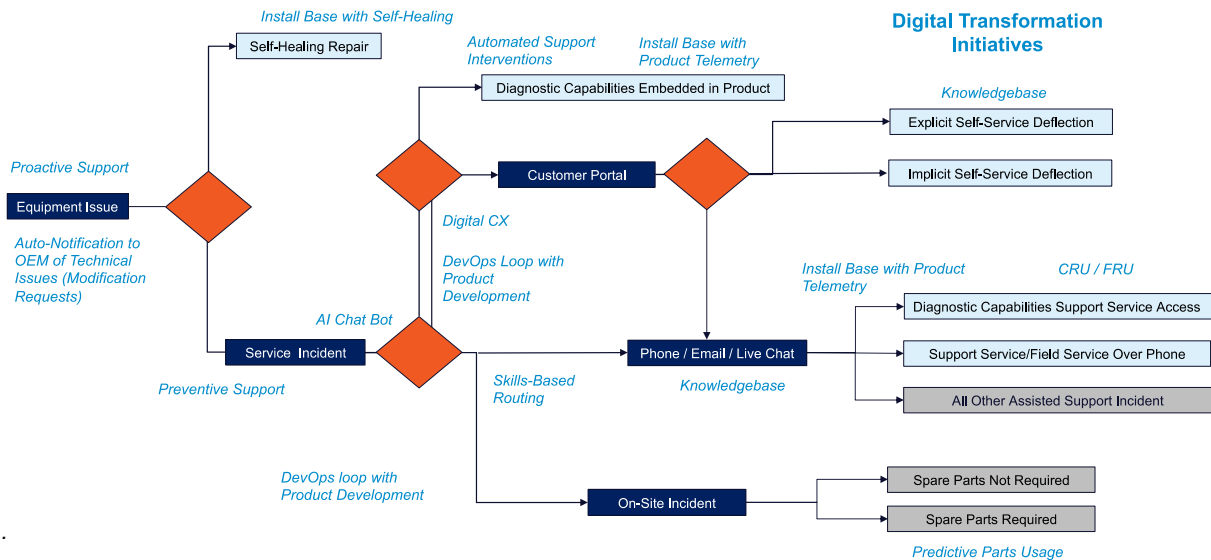 Install Base with Self-Healing
Self-Healing Repair
Digital Transformation
Initiatives
Automated Support
Interventions
Install Base with
Product Telemetry
Diagnostic Capabilities Embedded in Product
Knowledgebase
Explicit Self-Service Deflection
Proactive Support
Customer Portal
Implicit Self-Service Deflection
Equipment Issue
Digital CX
Auto-Notification to
OEM of Technical
Issues (Modification
Requests)
DevOps Loop with
Product
Development
Install Base with Product
Telemetry
CRU / FRU
Diagnostic Capabilities Support Service Access
AI Chat Bot
Service Incident
Phone / Email / Live Chat
Support Service/Field Service Over Phone
Preventive Support
Skills-Based
Routing
Knowledgebase
All Other Assisted Support Incident
DevOps loop with
Product Development
Spare Parts Not Required
On-Site Incident
Spare Parts Required
.
Predictive Parts Usage